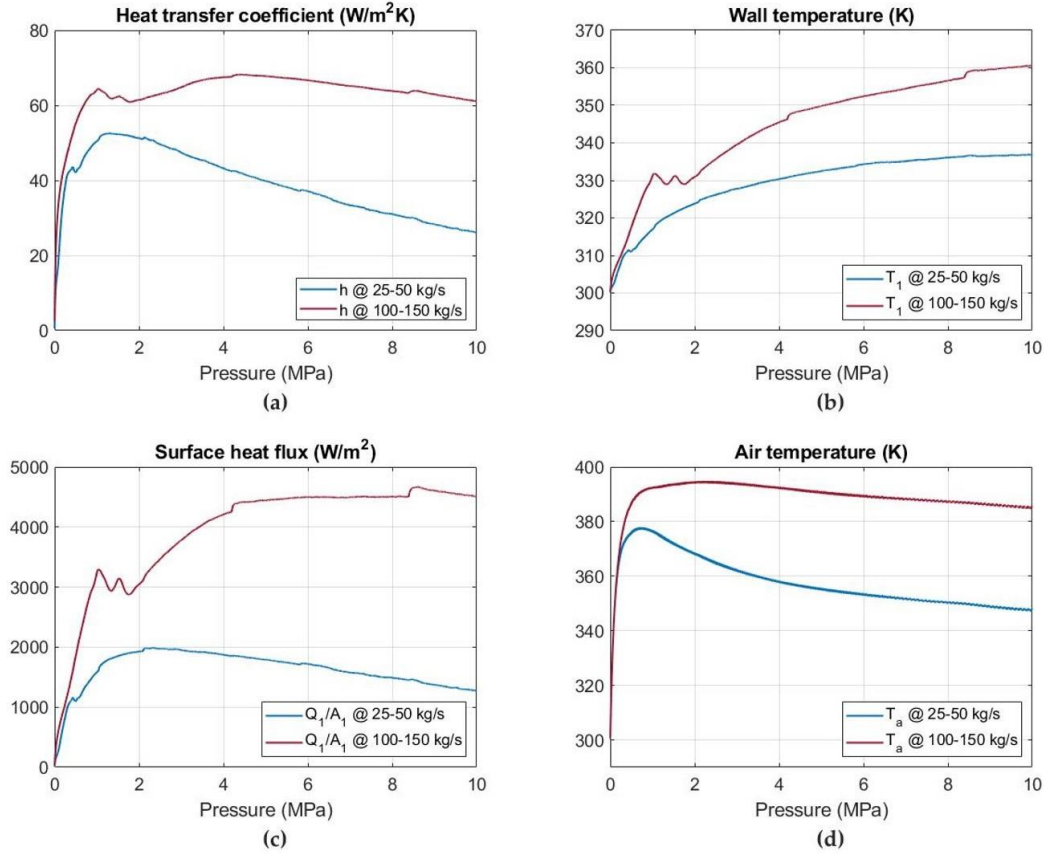 Heat transfer coefficient (W/m²K)
80
60
40
20
0
h @ 25-50 kg/s
h @ 100-150 kg/s
0 2 4 6 8 10
Pressure (MPa)
(a)
Wall temperature (K)
370
360
350
340
330
320
310
300
290
T₁ @ 25-50 kg/s
T₁ @ 100-150 kg/s
0 2 4 6 8 10
Pressure (MPa)
(b)
Surface heat flux (W/m²)
5000
4000
3000
2000
1000
0
Q₁/A₁ @ 25-50 kg/s
Q₁/A₁ @ 100-150 kg/s
0 2 4 6 8 10
Pressure (MPa)
(c)
Air temperature (K)
400
380
360
340
320
300
T_a @ 25-50 kg/s
T_a @ 100-150 kg/s
0 2 4 6 8 10
Pressure (MPa)
(d)